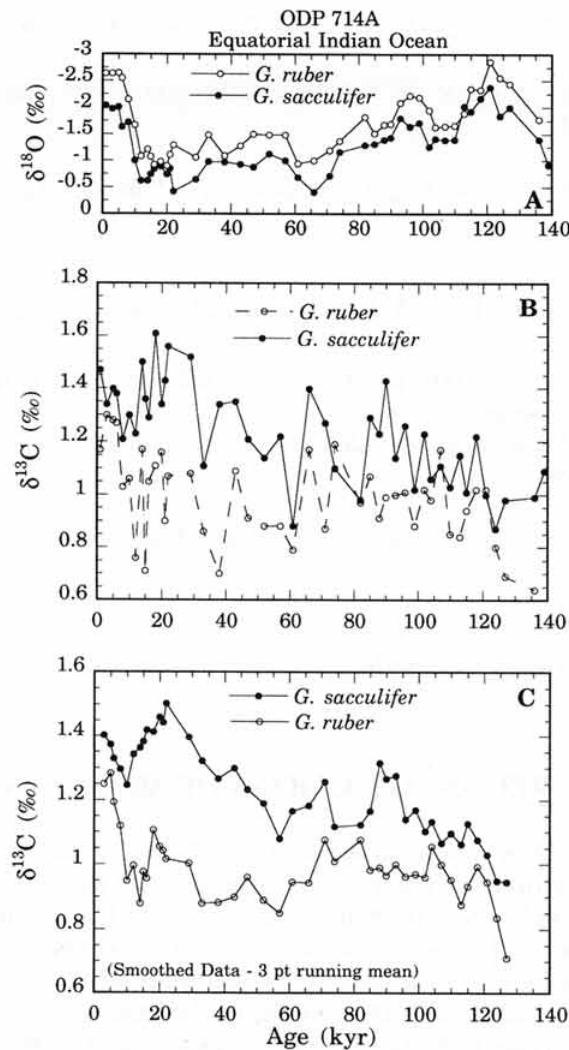 ODP 714A
Equatorial Indian Ocean
-3
-2.5
-2
-1.5
-1
-0.5
0
δ18O (‰)
G. ruber
G. sacculifer
A
0 20 40 60 80 100 120 140
1.8
1.6
1.4
1.2
1
0.8
0.6
δ13C (‰)
G. ruber
G. sacculifer
B
0 20 40 60 80 100 120 140
1.6
1.4
1.2
1
0.8
0.6
δ13C (‰)
G. sacculifer
G. ruber
C
(Smoothed Data - 3 pt running mean)
0 20 40 60 80 100 120 140
Age (kyr)